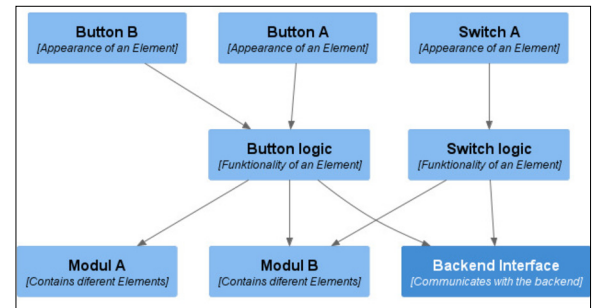 Button B
[Appearance of an Element]
Button A
[Appearance of an Element]
Switch A
[Appearance of an Element]
Button logic
[Funktionality of an Element]
Switch logic
[Funktionality of an Element]
Modul A
[Contains diferent Elements]
Modul B
[Contains diferent Elements]
Backend Interface
[Communicates with the backend]